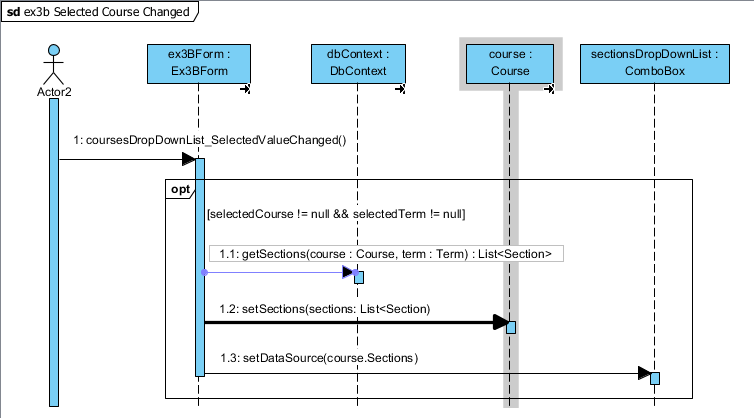 sd ex3b Selected Course Changed
Actor2
ex3BForm :
Ex3BForm
dbContext :
DbContext
course :
Course
sectionsDropDownList :
ComboBox
1: coursesDropDownList_SelectedValueChanged()
opt
[selectedCourse != null && selectedTerm != null]
1.1: getSections(course : Course, term : Term) : List<Section>
1.2: setSections(sections: List<Section)
1.3: setDataSource(course.Sections)